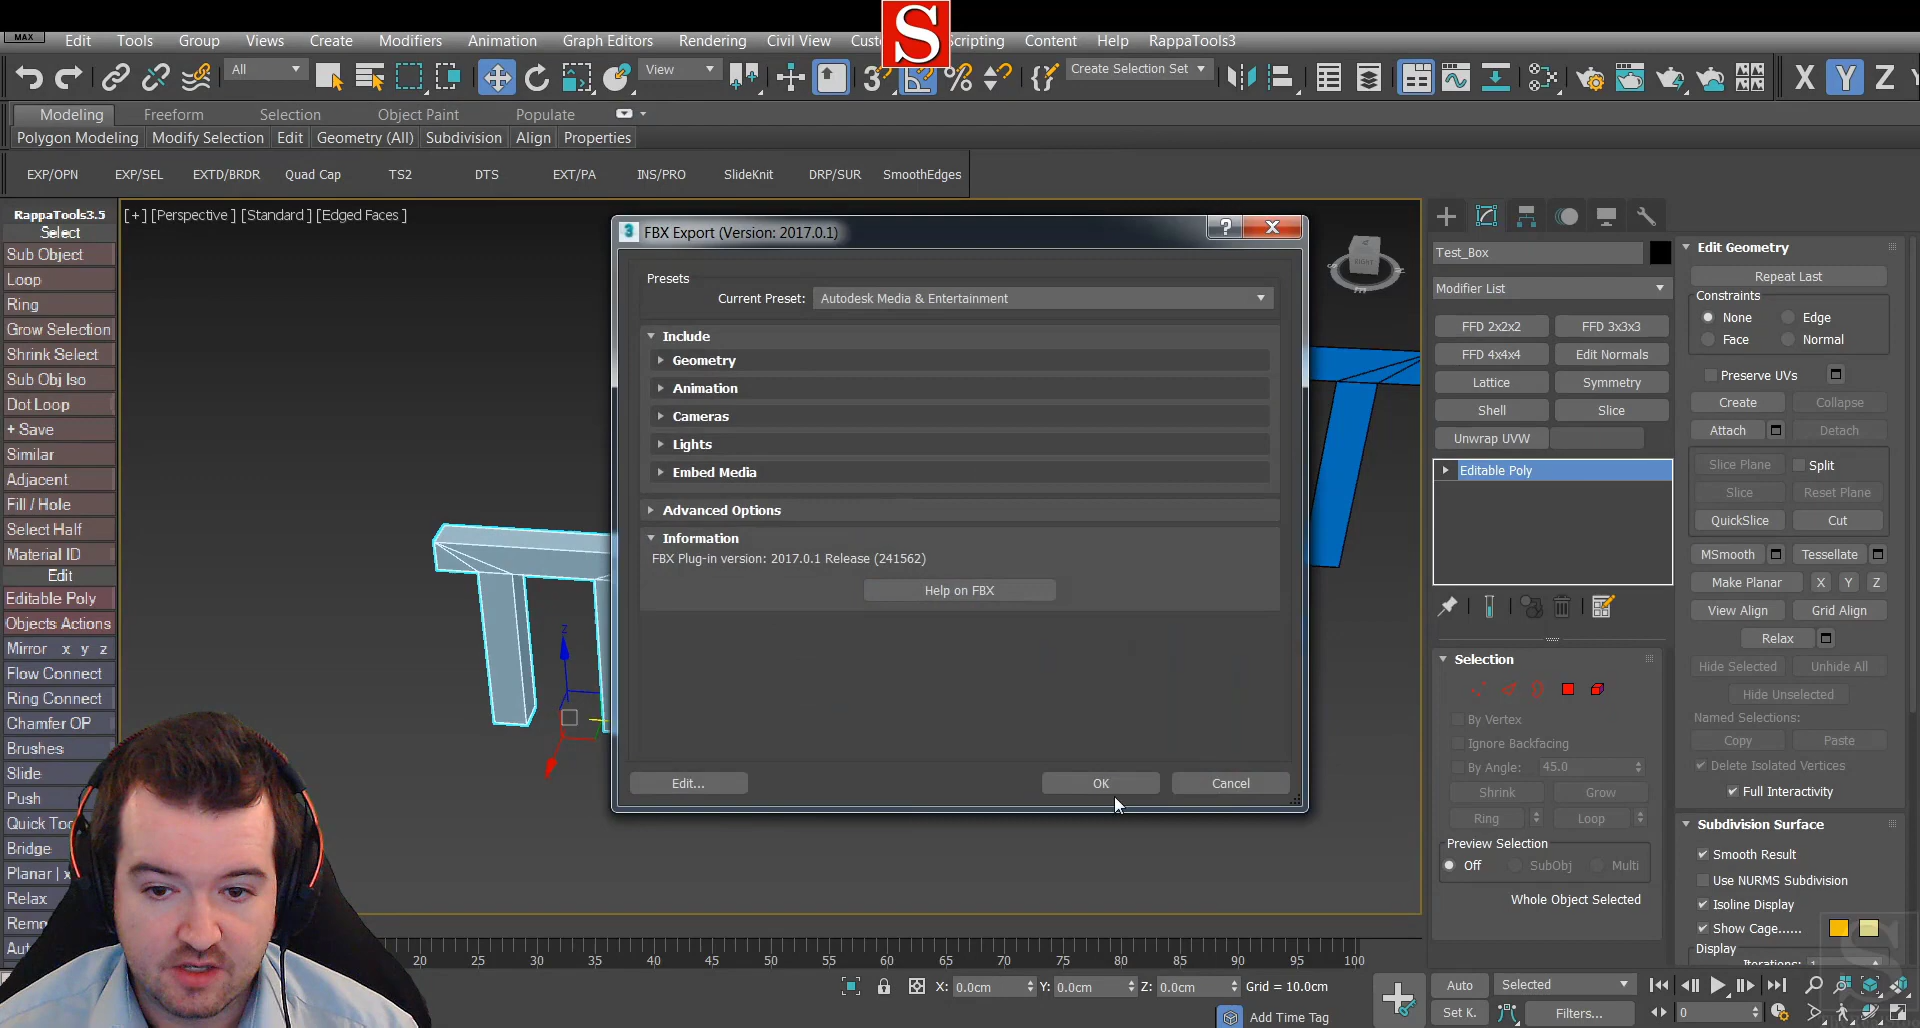 S
MAX Edit Tools Group Views Create Modifiers Animation Graph Editors Rendering Civil View Scripting Content Help RappaTools3
All View Create Selection Set X Y Z
Modeling Freeform Selection Object Paint Populate
Polygon Modeling Modify Selection Edit Geometry (All) Subdivision Align Properties
EXP/OPN EXP/SEL EXTD/BRDR Quad Cap TS2 DTS EXT/PA INS/PRO SlideKnit DRP/SUR SmoothEdges
RappaTools3.5
Select
Sub Object
Loop
Ring
Grow Selection
Shrink Select
Sub Obj Iso
Dot Loop
+ Save
Similar
Adjacent
Fill / Hole
Select Half
Material ID
Edit
Editable Poly
Objects Actions
Mirror x y z
Flow Connect
Ring Connect
Chamfer OP
Brushes
Slide
Push
Quick
Bridge
Planar | x
Relax
[+] [Perspective ] [Standard ] [Edged Faces ]
RIGHT
z
3 FBX Export (Version: 2017.0.1)
Presets
Current Preset: Autodesk Media & Entertainment
Include
Geometry
Animation
Cameras
Lights
Embed Media
Advanced Options
Information
FBX Plug-in version: 2017.0.1 Release (241562)
Help on FBX
Edit... OK Cancel
Test_Box
Modifier List
FFD 2x2x2 FFD 3x3x3
FFD 4x4x4 Edit Normals
Lattice Symmetry
Shell Slice
Unwrap UVW
Editable Poly
Selection
By Vertex
Ignore Backfacing
By Angle: 45.0
Shrink Grow
Ring Loop
Preview Selection
Off SubObj Multi
Whole Object Selected
Edit Geometry
Repeat Last
Constraints
None Edge
Face Normal
Preserve UVs
Create Collapse
Attach Detach
Slice Plane Split
Slice Reset Plane
QuickSlice Cut
MSmooth Tessellate
Make Planar X Y Z
View Align Grid Align
Relax
Hide Selected Unhide All
Hide Unselected
Named Selections:
Copy Paste
Delete Isolated Vertices
Full Interactivity
Subdivision Surface
Smooth Result
Use NURMS Subdivision
Isoline Display
Show Cage......
Display
20 25 30 35 40 45 50 55 60 65 70 75 80 85 90 95 100
X: 0.0cm Y: 0.0cm Z: 0.0cm Grid = 10.0cm
Add Time Tag
Auto Selected
Set K. Filters... 0